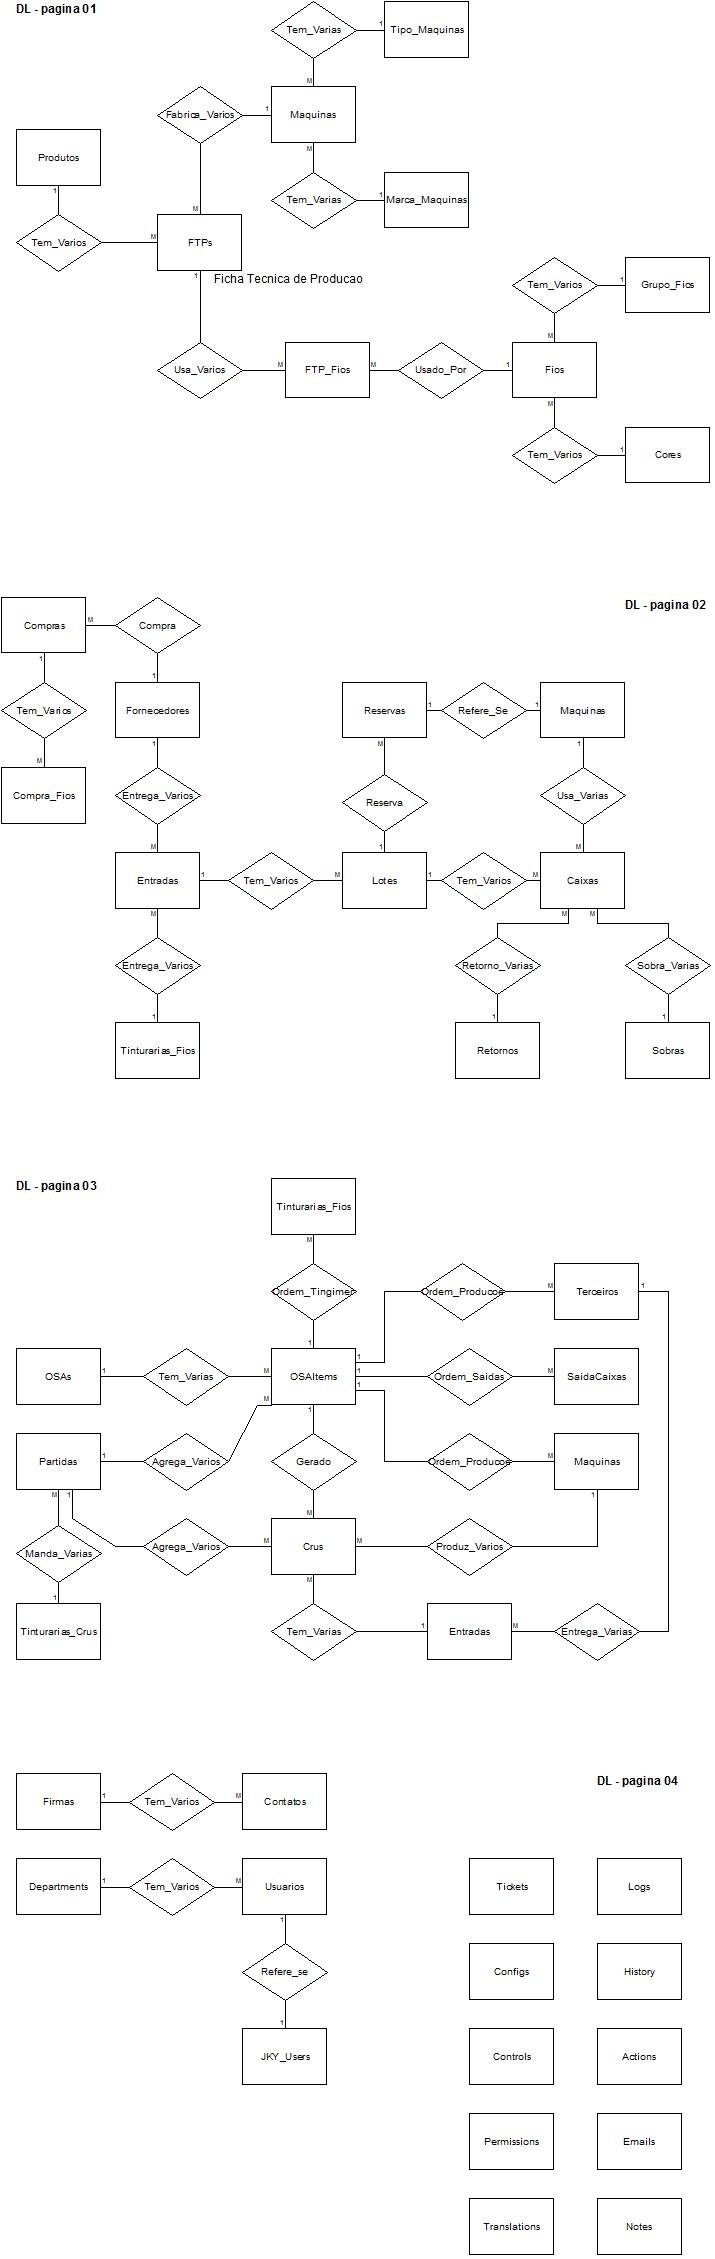 DL - pagina 01
Tem_Varias
1
Tipo_Maquinas
M
Fabrica_Varios
1
Maquinas
M
Produtos
1
Tem_Varias
1
Marca_Maquinas
M
Tem_Varios
M
FTPs
1
Ficha Tecnica de Producao
Tem_Varios
1
Grupo_Fios
M
Usa_Varios
M
FTP_Fios
M
Usado_Por
1
Fios
M
Tem_Varios
1
Cores
DL - pagina 02
Compras
M
Compra
1
1
Tem_Varios
M
Fornecedores
1
Reservas
1
Refere_Se
1
Maquinas
M
1
Compra_Fios
Entrega_Varios
M
Reserva
1
Usa_Varias
M
Entradas
1
Tem_Varios
M
Lotes
1
Tem_Varios
M
Caixas
M
M
M
Entrega_Varios
1
Retorno_Varias
1
Sobra_Varias
1
Tinturarias_Fios
Retornos
Sobras
DL - pagina 03
Tinturarias_Fios
M
Ordem_Tingimer
1
Ordem_Producoe
M
Terceiros
1
OSAs
1
Tem_Varias
M
OSAItems
1
1
1
Ordem_Saidas
M
SaidaCaixas
M
1
Partidas
1
Agrega_Varios
Gerado
M
Ordem_Producoe
M
Maquinas
1
M
1
Manda_Varias
1
Agrega_Varios
M
Crus
M
Produz_Varios
M
Tinturarias_Crus
Tem_Varias
1
Entradas
M
Entrega_Varias
DL - pagina 04
Firmas
1
Tem_Varios
M
Contatos
Departments
1
Tem_Varios
M
Usuarios
1
Tickets
Logs
Refere_se
1
Configs
History
JKY_Users
Controls
Actions
Permissions
Emails
Translations
Notes